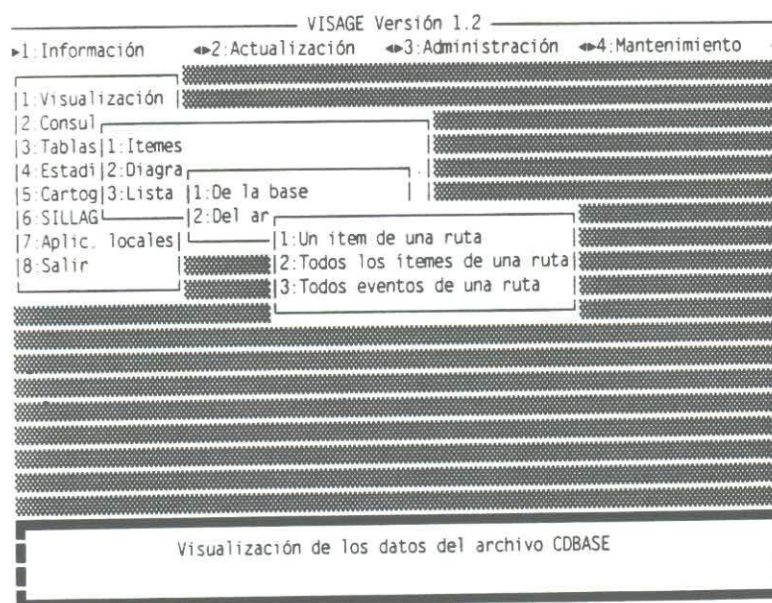 VISAGE Versión 1.2
►1:Información ◄►2:Actualización ◄►3:Administración ◄►4:Mantenimiento
1:Visualización
2:Consul
3:Tablas 1:Itemes
4:Estadi 2:Diagra
5:Cartog 3:Lista 1:De la base
6:SILLAG 2:Del ar
7:Aplic. locales 1:Un item de una ruta
8:Salir 2:Todos los ítemes de una ruta
3:Todos eventos de una ruta
Visualización de los datos del archivo CDBASE